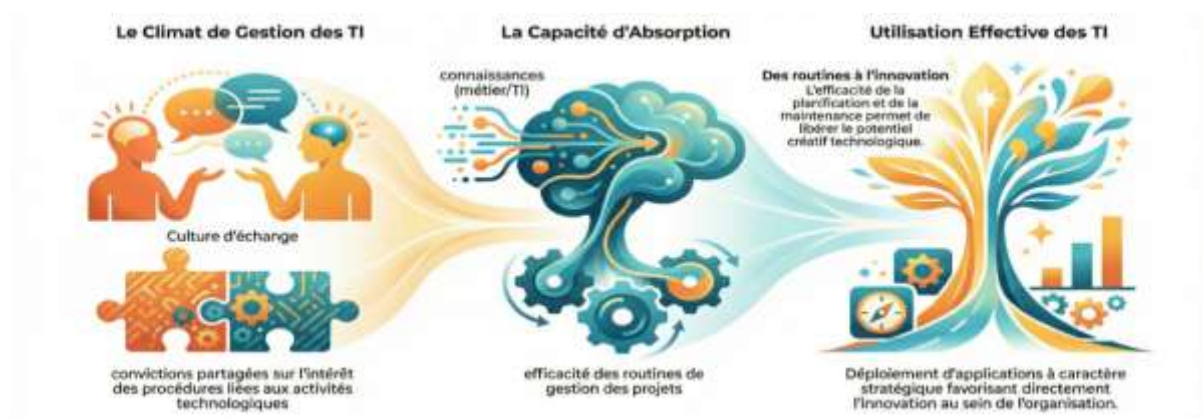 Le Climat de Gestion des TI
Culture d'échange
convictions partagées sur l'intérêt
des procédures liées aux activités
technologiques
La Capacité d'Absorption
connaissances
(métier/TI)
efficacité des routines de
gestion des projets
Utilisation Effective des TI
Des routines à l'innovation
L'efficacité de la
planification et de la
maintenance permet de
libérer le potentiel
créatif technologique.
Déploiement d'applications à caractère
stratégique favorisant directement
l'innovation au sein de l'organisation.